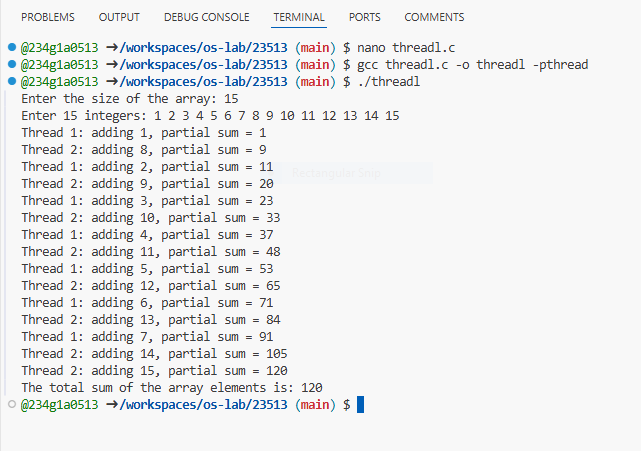 PROBLEMS OUTPUT DEBUG CONSOLE TERMINAL PORTS COMMENTS
@234g1a0513 ➜/workspaces/os-lab/23513 (main) $ nano threadl.c
@234g1a0513 ➜/workspaces/os-lab/23513 (main) $ gcc threadl.c -o threadl -pthread
@234g1a0513 ➜/workspaces/os-lab/23513 (main) $ ./threadl
Enter the size of the array: 15
Enter 15 integers: 1 2 3 4 5 6 7 8 9 10 11 12 13 14 15
Thread 1: adding 1, partial sum = 1
Thread 2: adding 8, partial sum = 9
Thread 1: adding 2, partial sum = 11
Rectangular Snip
Thread 2: adding 9, partial sum = 20
Thread 1: adding 3, partial sum = 23
Thread 2: adding 10, partial sum = 33
Thread 1: adding 4, partial sum = 37
Thread 2: adding 11, partial sum = 48
Thread 1: adding 5, partial sum = 53
Thread 2: adding 12, partial sum = 65
Thread 1: adding 6, partial sum = 71
Thread 2: adding 13, partial sum = 84
Thread 1: adding 7, partial sum = 91
Thread 2: adding 14, partial sum = 105
Thread 2: adding 15, partial sum = 120
The total sum of the array elements is: 120
@234g1a0513 ➜/workspaces/os-lab/23513 (main) $